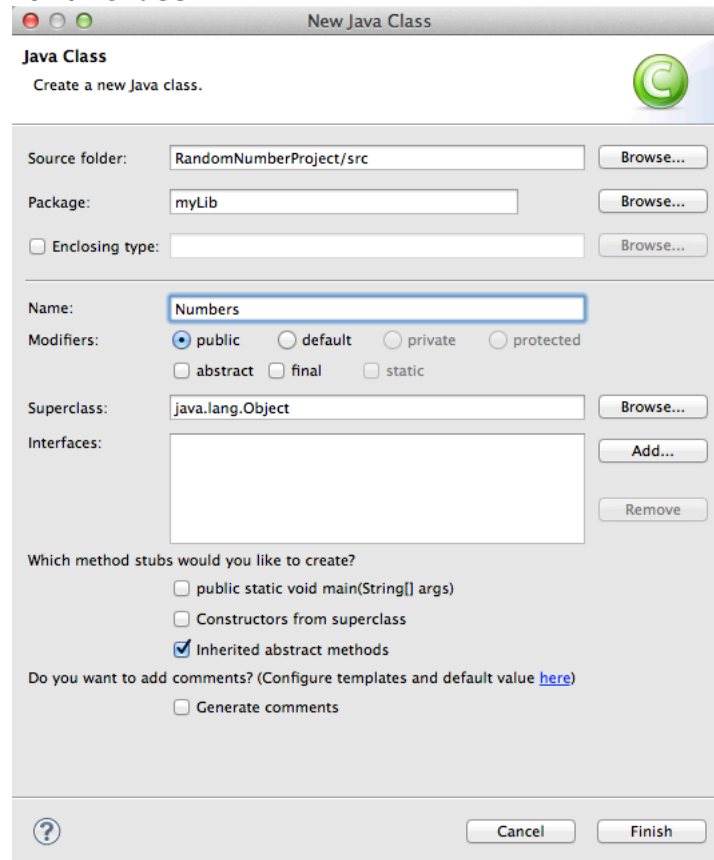 New Java Class
Java Class
Create a new Java class.
C
Source folder: RandomNumberProject/src Browse...
Package: myLib Browse...
Enclosing type: Browse...
Name: Numbers
Modifiers: public default private protected
abstract final static
Superclass: java.lang.Object Browse...
Interfaces: Add...
Remove
Which method stubs would you like to create?
public static void main(String[] args)
Constructors from superclass
Inherited abstract methods
Do you want to add comments? (Configure templates and default value here)
Generate comments
? Cancel Finish